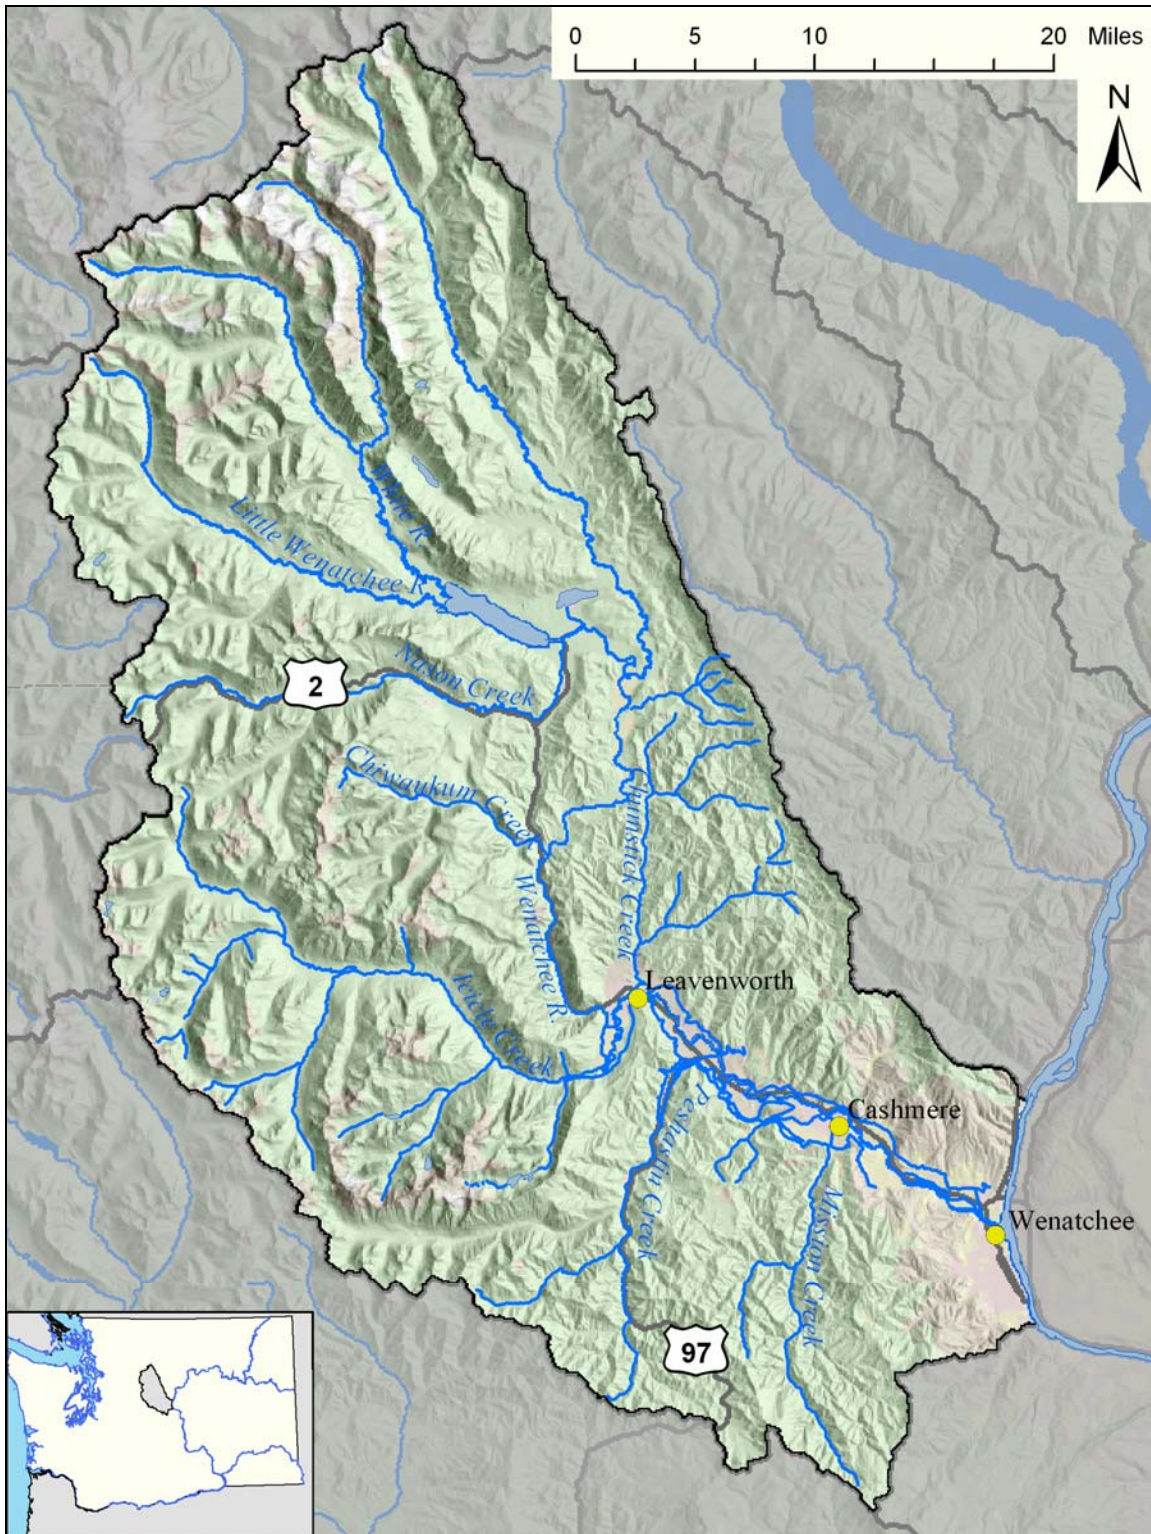 0 5 10 20 Miles
N
White R
Little Wenatchee R
Nason Creek
2
Chiwaukum Creek
Chumstick Creek
Wenatchee R.
Leavenworth
Icicle Creek
Cashmere
Peshastin Creek
Mission Creek
Wenatchee
97